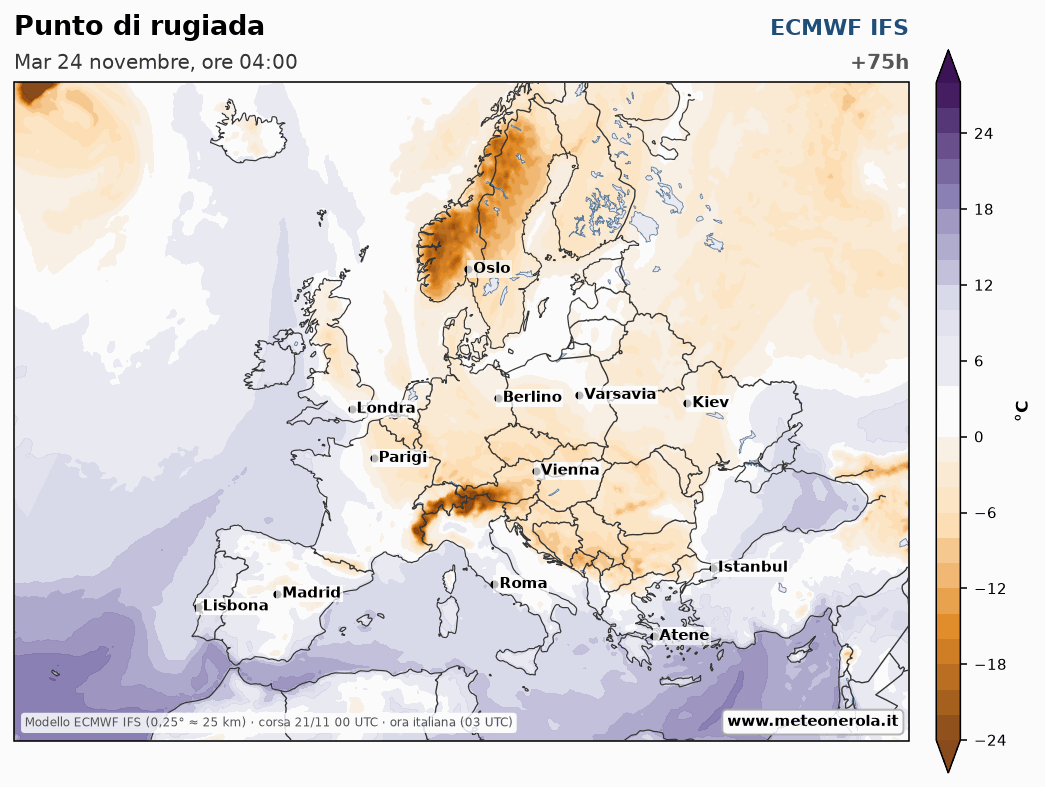 Punto di rugiada
ECMWF IFS
Mar 24 novembre, ore 04:00
+75h
Oslo
Londra
Berlino
Varsavia
Kiev
Parigi
Vienna
Istanbul
Roma
Madrid
Lisbona
Atene
Modello ECMWF IFS (0,25° ≈ 25 km) · corsa 21/11 00 UTC · ora italiana (03 UTC)
www.meteonerola.it
24
18
12
6
0
−6
−12
−18
−24
°C